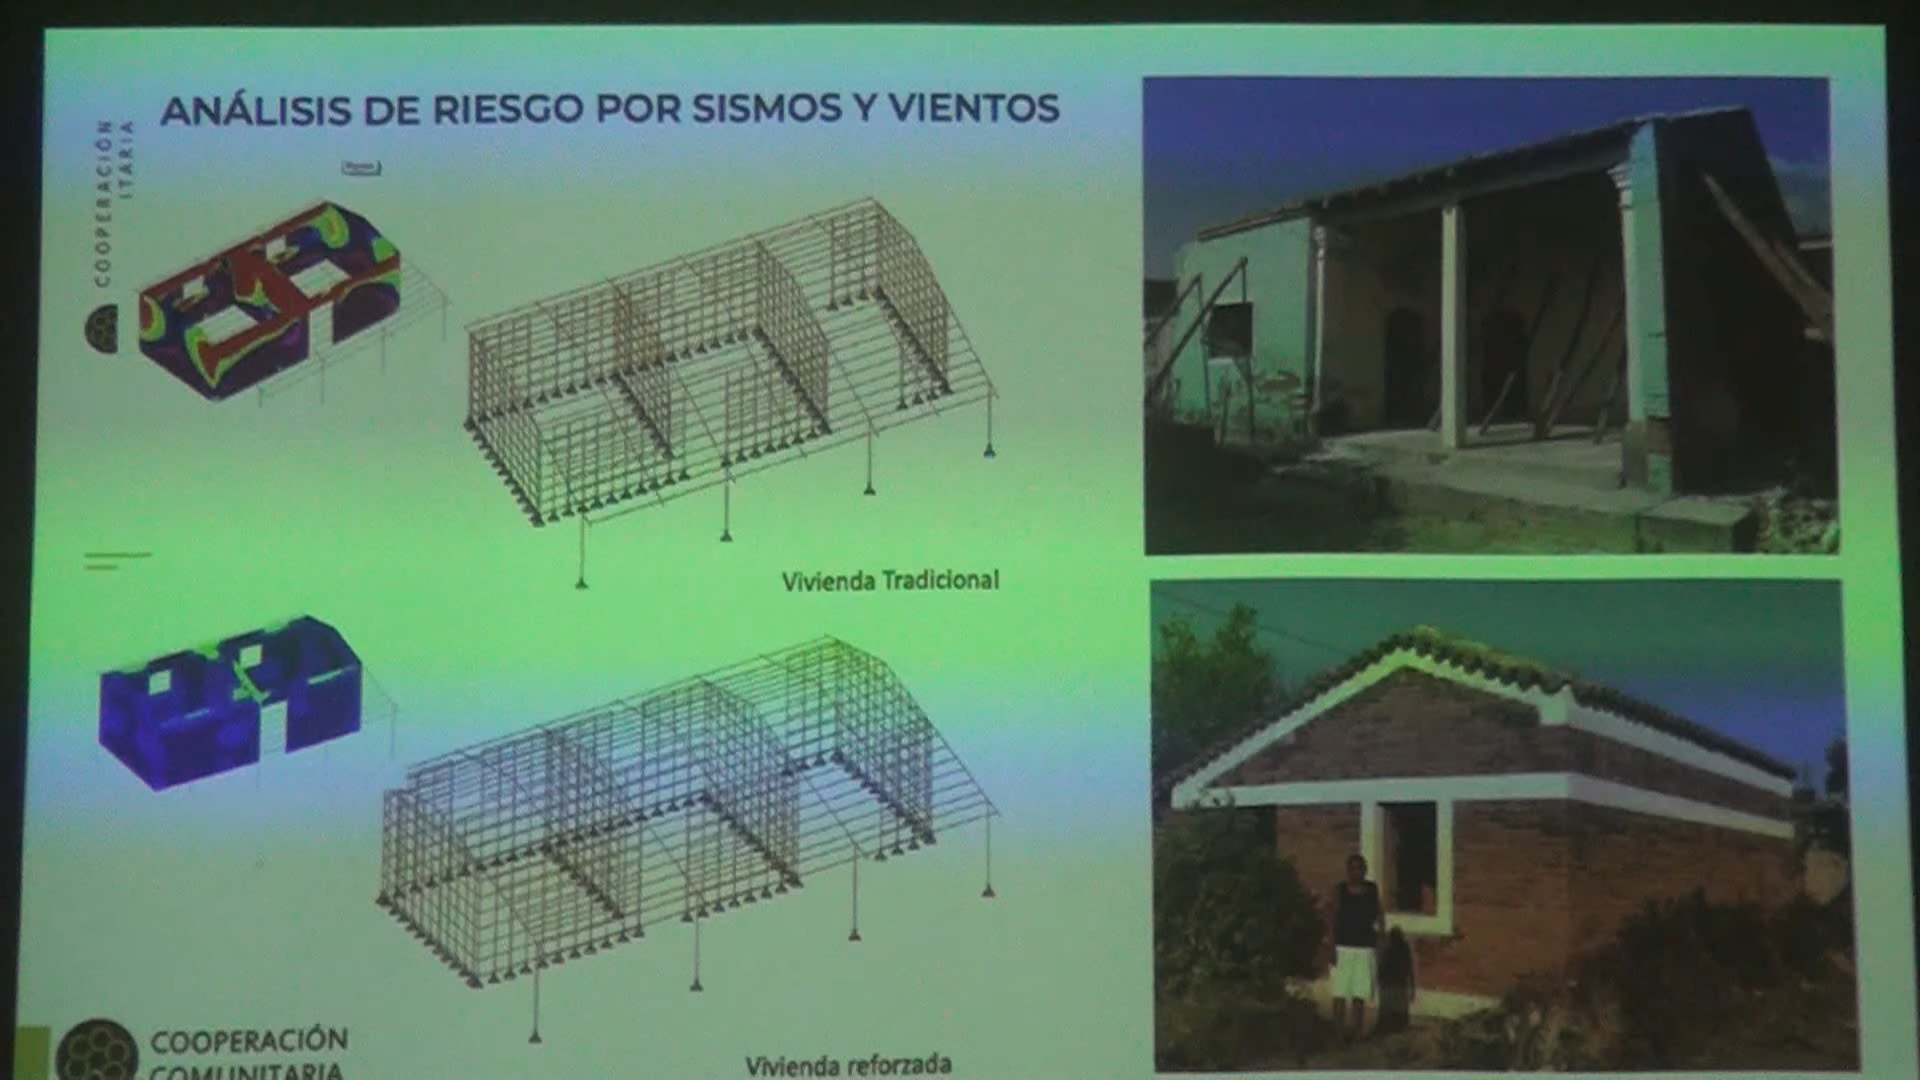 ANÁLISIS DE RIESGO POR SISMOS Y VIENTOS
COOPERACIÓN
ITARIA
Vivienda Tradicional
Vivienda reforzada
COOPERACIÓN
COMUNITARIA